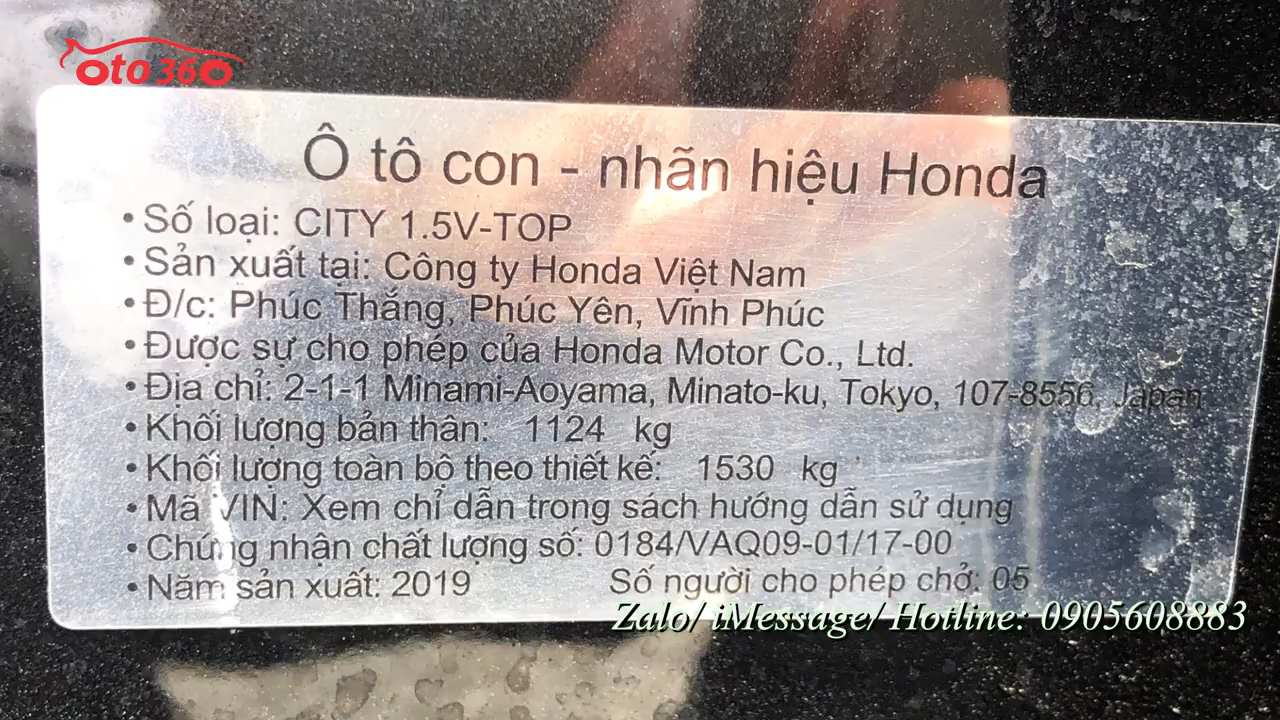 oto360
Ô tô con - nhãn hiệu Honda
• Số loại: CITY 1.5V-TOP
• Sản xuất tại: Công ty Honda Việt Nam
• Đ/c: Phúc Thắng, Phúc Yên, Vĩnh Phúc
• Được sự cho phép của Honda Motor Co., Ltd.
• Địa chỉ: 2-1-1 Minami-Aoyama, Minato-ku, Tokyo, 107-8556, Japan
• Khối lượng bản thân: 1124 kg
• Khối lượng toàn bộ theo thiết kế: 1530 kg
• Mã VIN: Xem chỉ dẫn trong sách hướng dẫn sử dụng
• Chứng nhận chất lượng số: 0184/VAQ09-01/17-00
• Năm sản xuất: 2019 Số người cho phép chở: 05
Zalo/ iMessage/ Hotline: 0905608883